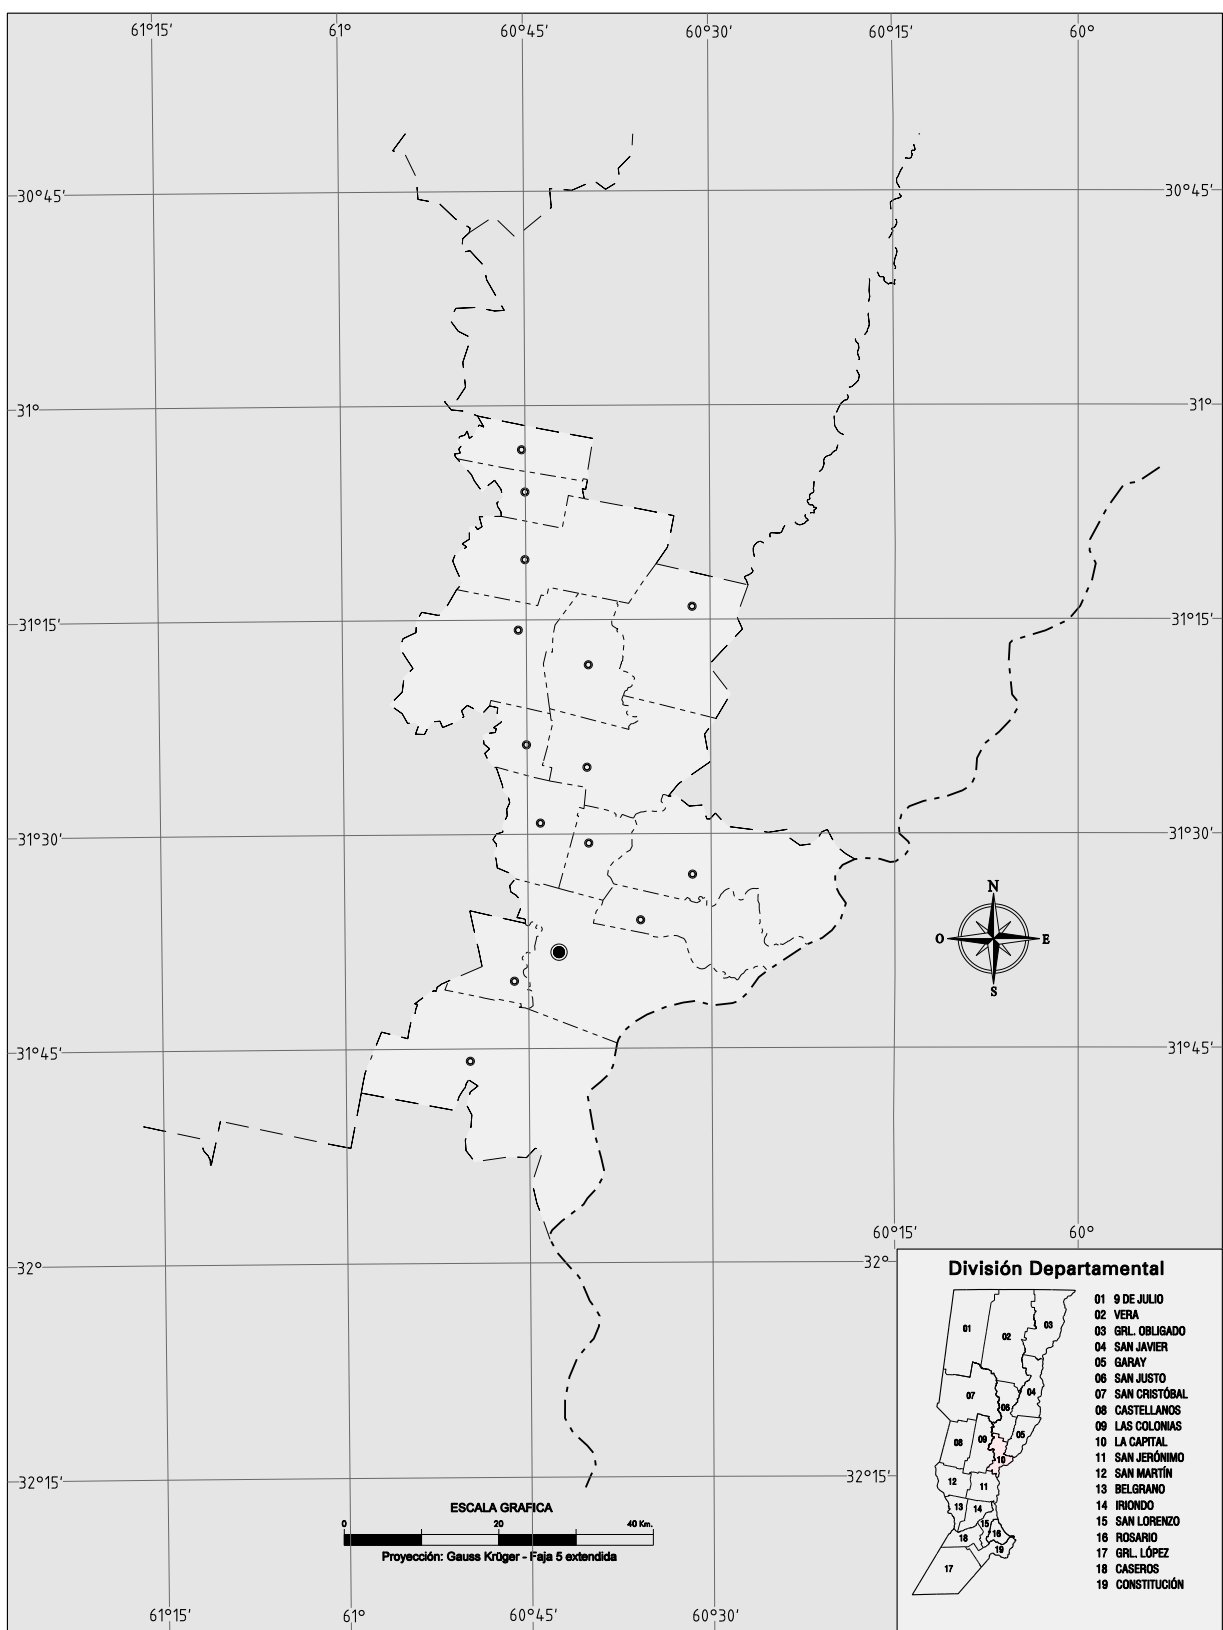 61°15' 61° 60°45' 60°30' 60°15' 60°
30°45' 30°45'
31° 31°
31°15' 31°15'
31°30' 31°30'
N
O E
S
31°45' 31°45'
60°15' 60°
32° 32°
32°15' 32°15'
ESCALA GRAFICA
0 20 40 Km.
Proyección: Gauss Krüger - Faja 5 extendida
61°15' 61° 60°45' 60°30'
División Departamental
01 9 DE JULIO
02 VERA
03 GRL. OBLIGADO
04 SAN JAVIER
05 GARAY
06 SAN JUSTO
07 SAN CRISTÓBAL
08 CASTELLANOS
09 LAS COLONIAS
10 LA CAPITAL
11 SAN JERÓNIMO
12 SAN MARTÍN
13 BELGRANO
14 IRIONDO
15 SAN LORENZO
16 ROSARIO
17 GRL. LÓPEZ
18 CASEROS
19 CONSTITUCIÓN
01
02
03
04
07
06
05
08
09
10
12
11
13
14
15
16
18
19
17